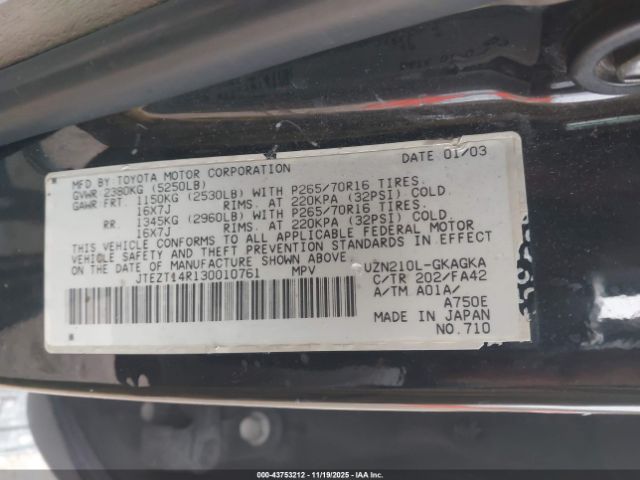 MFD BY TOYOTA MOTOR CORPORATION DATE 01/03
GVWR 2380KG (5250LB)
GAWR FRT. 1150KG (2530LB) WITH P265/70R16 TIRES.
16X7J RIMS. AT 220KPA (32PSI) COLD
RR. 1345KG (2960LB) WITH P265/70R16 TIRES.
16X7J RIMS. AT 220KPA (32PSI) COLD.
THIS VEHICLE CONFORMS TO ALL APPLICABLE FEDERAL MOTOR
VEHICLE SAFETY AND THEFT PREVENTION STANDARDS IN EFFECT
ON THE DATE OF MANUFACTURE SHOWN ABOVE.
JTEZT14R130010761 MPV
UZN210L-GKAGKA
C/TR 202/FA42
A/TM A01A/
A750E
MADE IN JAPAN
NO.710
000-43753212 - 11/19/2025 - IAAI.COM